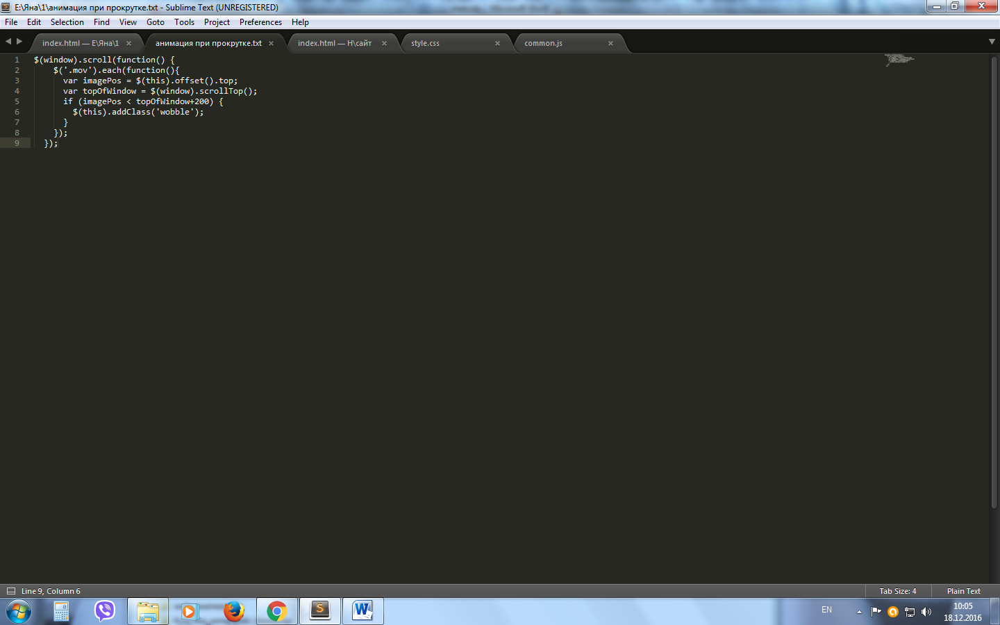 E:\Яна\1\анимация при прокрутке.txt - Sublime Text (UNREGISTERED)
File Edit Selection Find View Goto Tools Project Preferences Help
index.html — E\Яна\1 × анимация при прокрутке.txt × index.html — H\сайт × style.css × common.js ×
1 $(window).scroll(function() {
2 $('.mov').each(function(){
3 var imagePos = $(this).offset().top;
4 var topOfWindow = $(window).scrollTop();
5 if (imagePos < topOfWindow+200) {
6 $(this).addClass('wobble');
7 }
8 });
9 });
Line 9, Column 6 Tab Size: 4 Plain Text
EN 10:05
18.12.2016